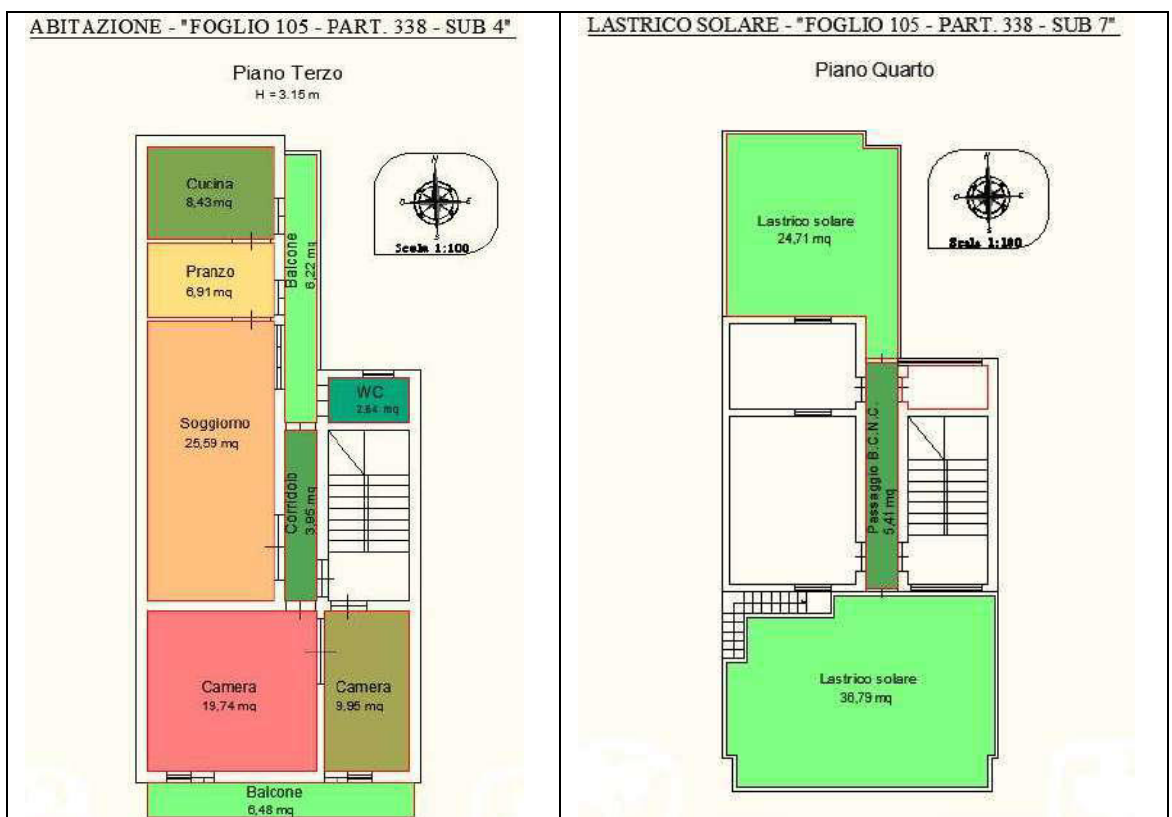 ABITAZIONE - "FOGLIO 105 - PART. 338 - SUB 4"
Piano Terzo
H = 3.15 m
Cucina
8,43 mq
Pranzo
6,91 mq
Soggiorno
25,59 mq
Balcone
6,22 mq
N
O
E
S
Scala 1:100
WC
2,64 mq
Corridoio
3,95 mq
Camera
19,74 mq
Camera
9,95 mq
Balcone
6,48 mq
LASTRICO SOLARE - "FOGLIO 105 - PART. 338 - SUB 7"
Piano Quarto
Lastrico solare
24,71 mq
N
O
E
S
Scala 1:100
Passaggio B.C.N.C.
5,41 mq
Lastrico solare
36,79 mq